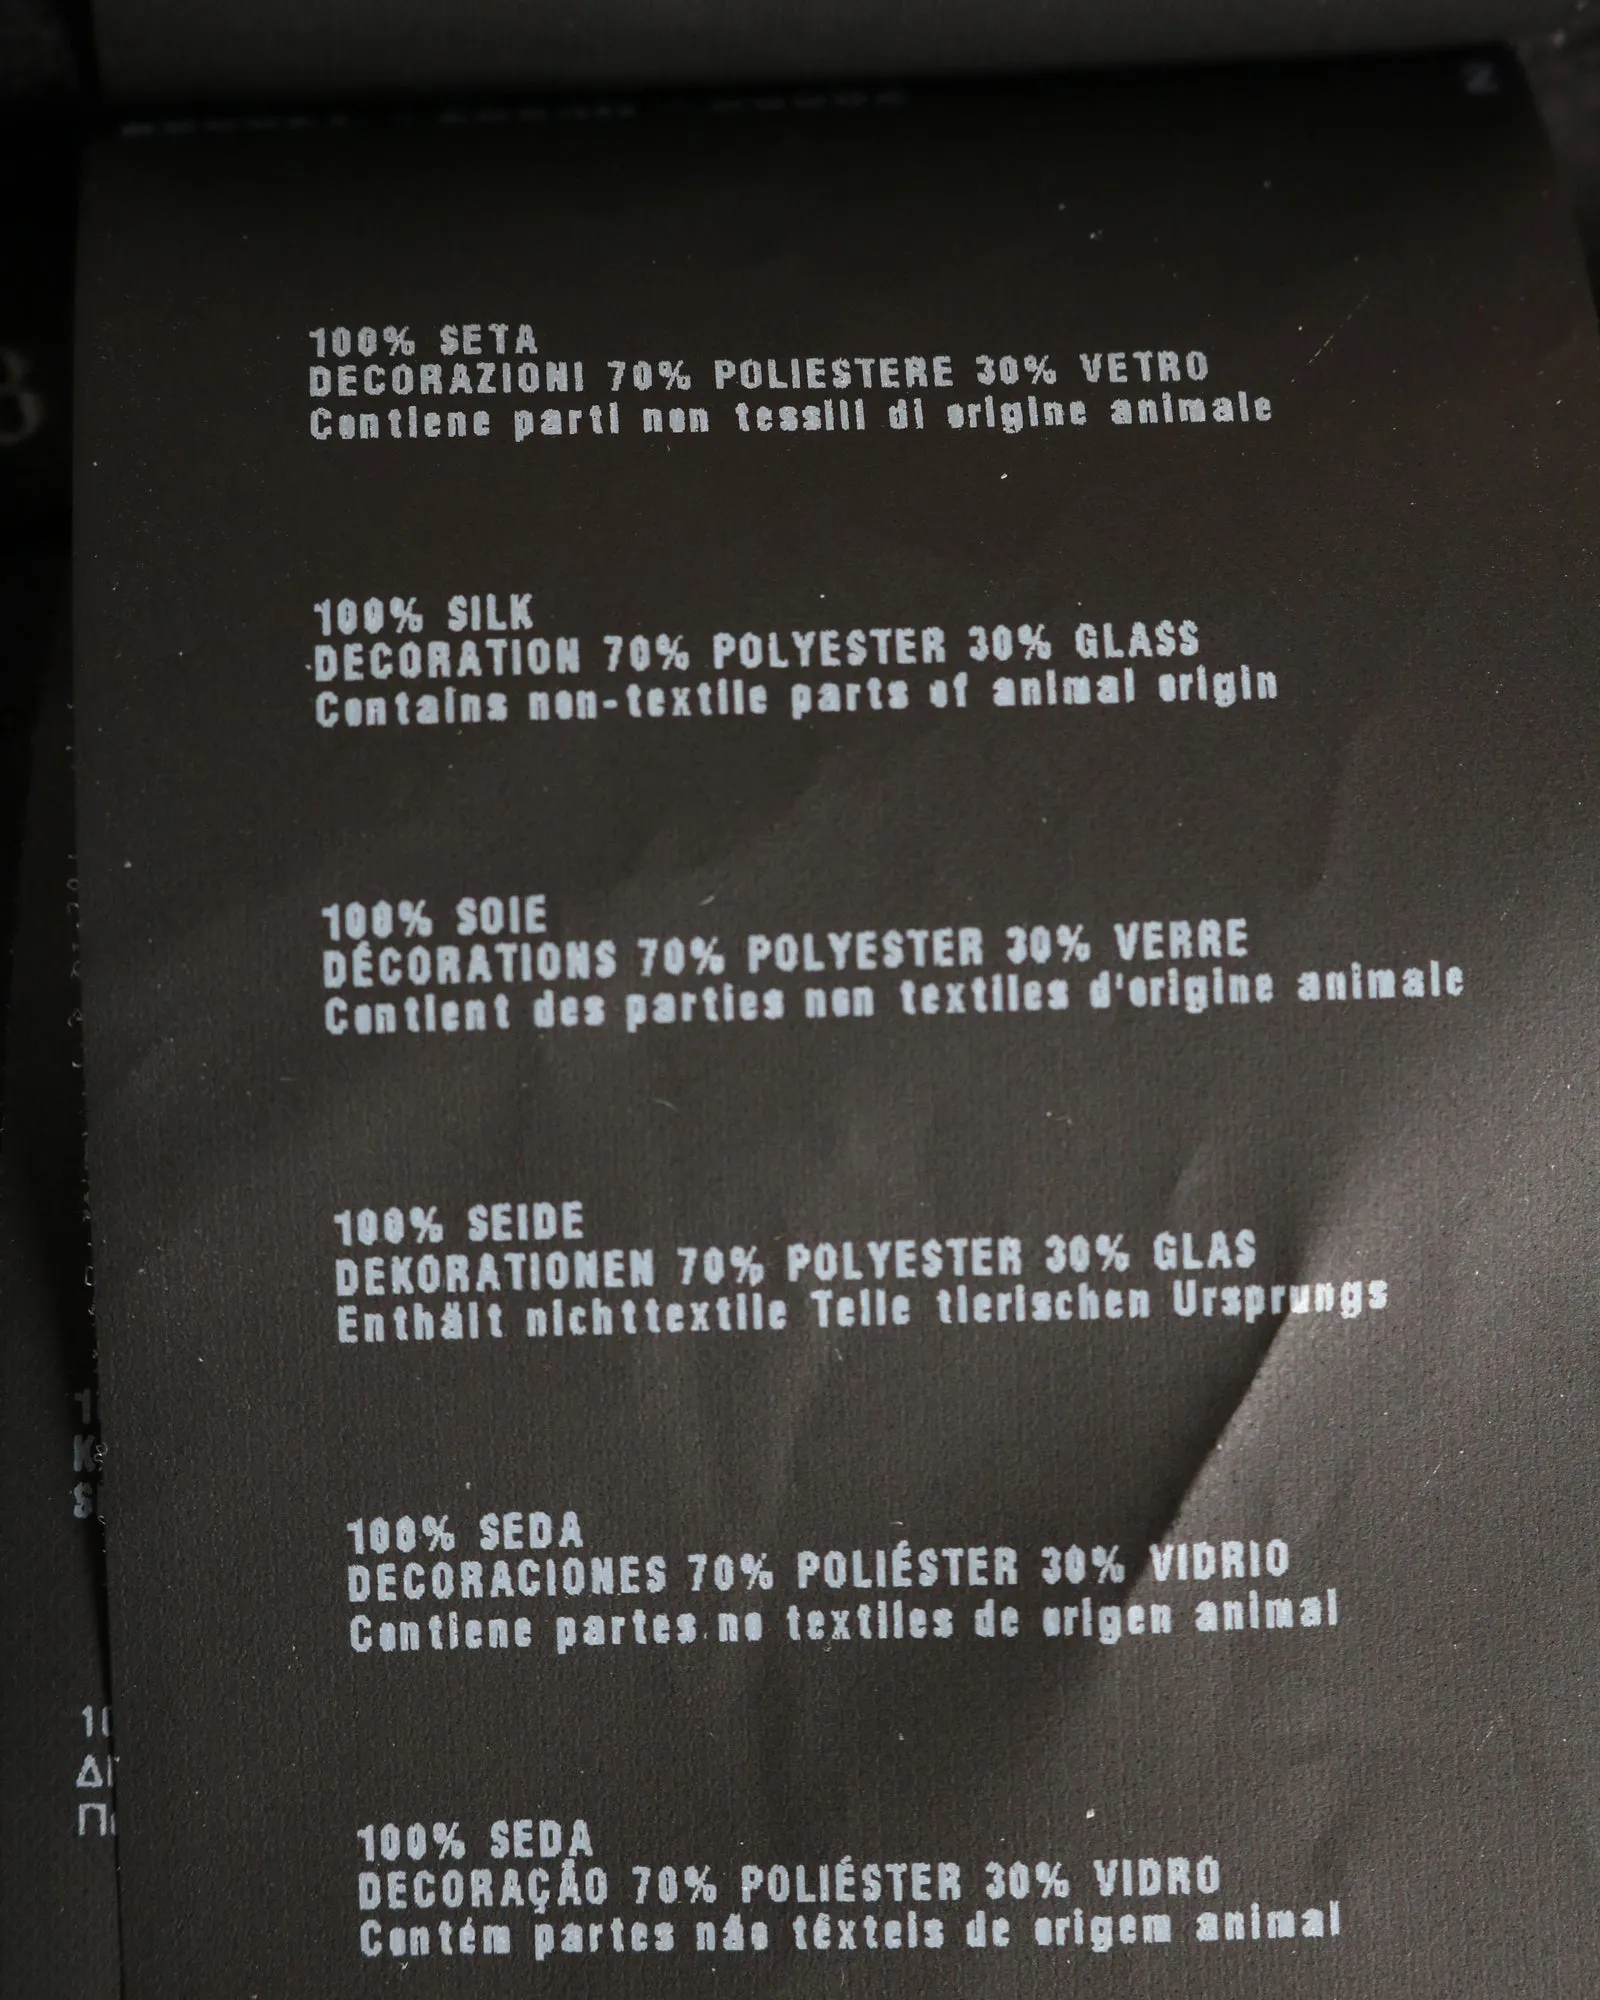 100% SETA
DECORAZIONI 70% POLIESTERE 30% VETRO
Contiene parti non tessili di origine animale
100% SILK
DECORATION 70% POLYESTER 30% GLASS
Contains non-textile parts of animal origin
100% SOIE
DÉCORATIONS 70% POLYESTER 30% VERRE
Contient des parties non textiles d'origine animale
100% SEIDE
DEKORATIONEN 70% POLYESTER 30% GLAS
Enthält nichttextile Teile tierischen Ursprungs
100% SEDA
DECORACIONES 70% POLIÉSTER 30% VIDRIO
Contiene partes no textiles de origen animal
100% SEDA
DECORAÇÃO 70% POLIÉSTER 30% VIDRO
Contém partes não têxteis de origem animal